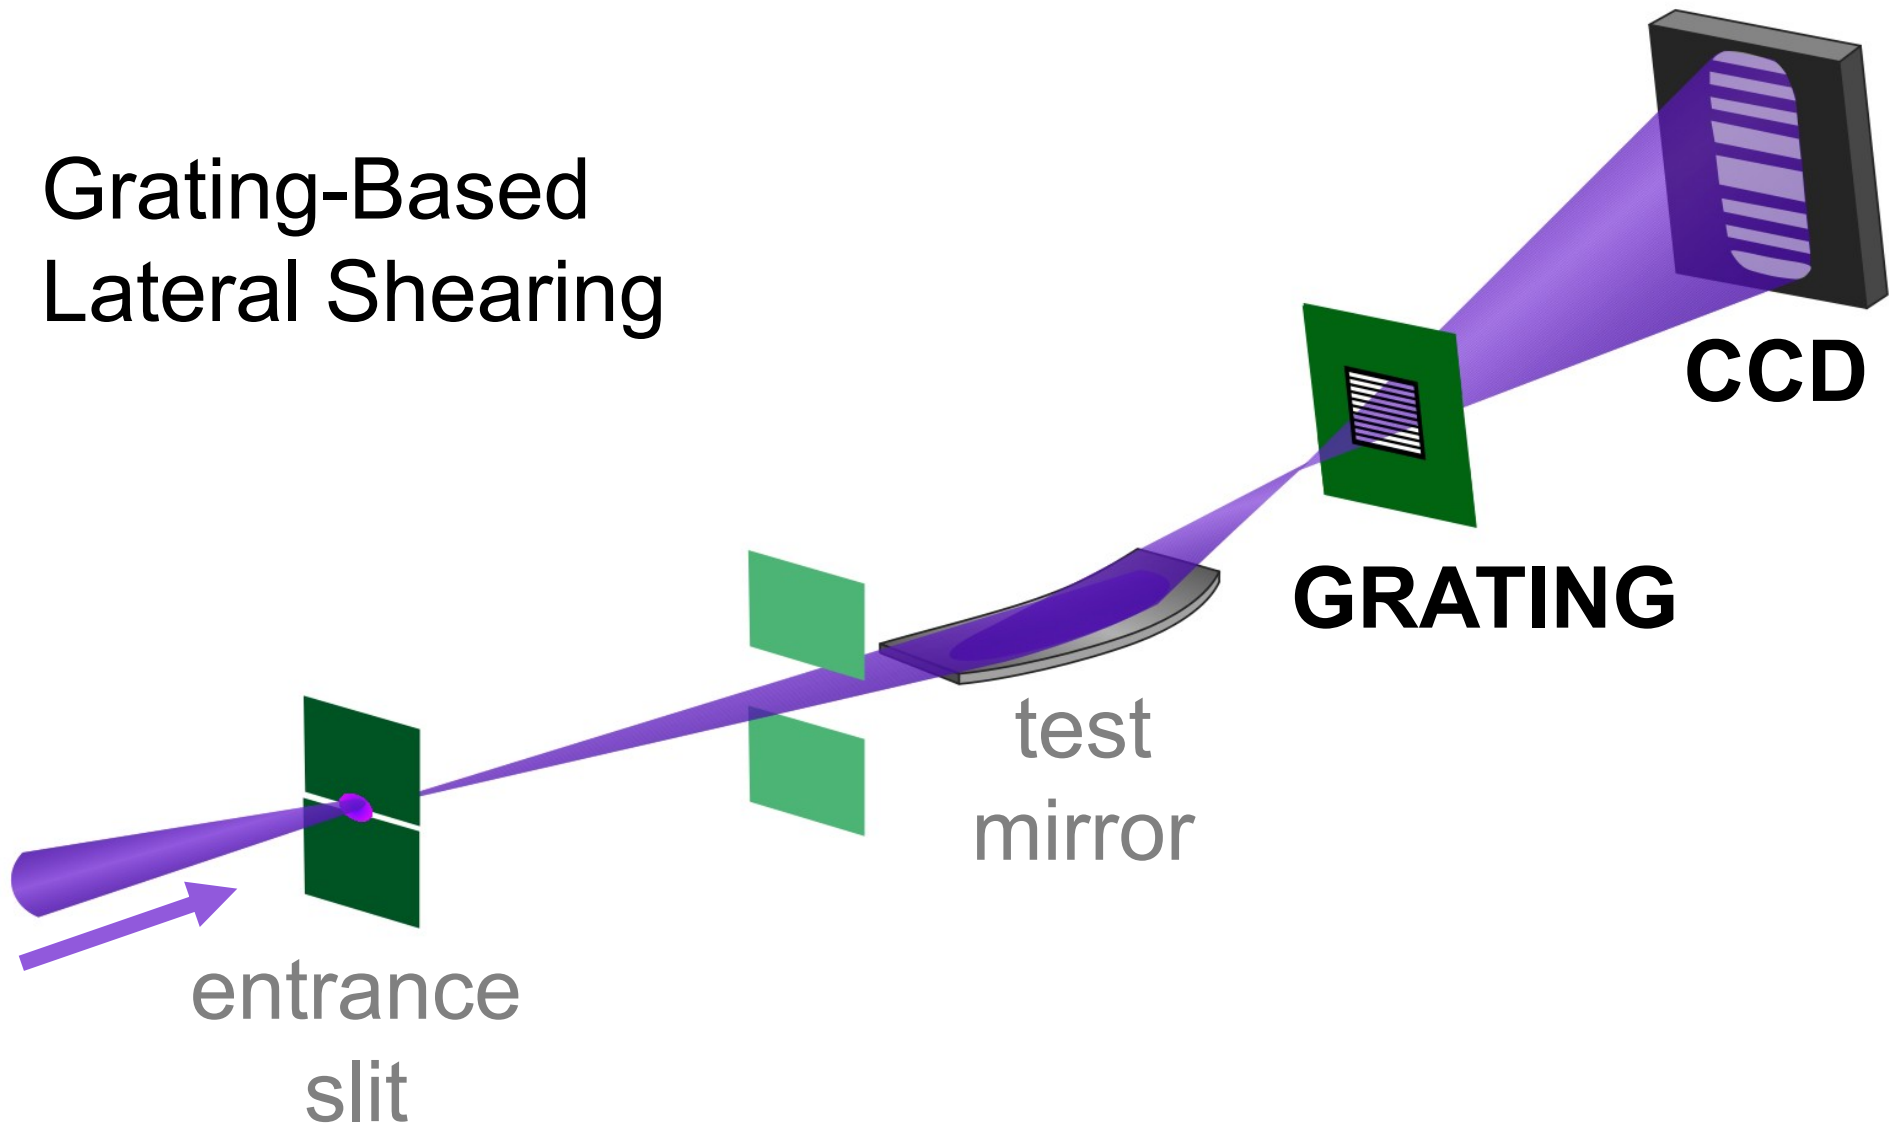 Grating-Based
Lateral Shearing
CCD
GRATING
test
mirror
entrance
slit